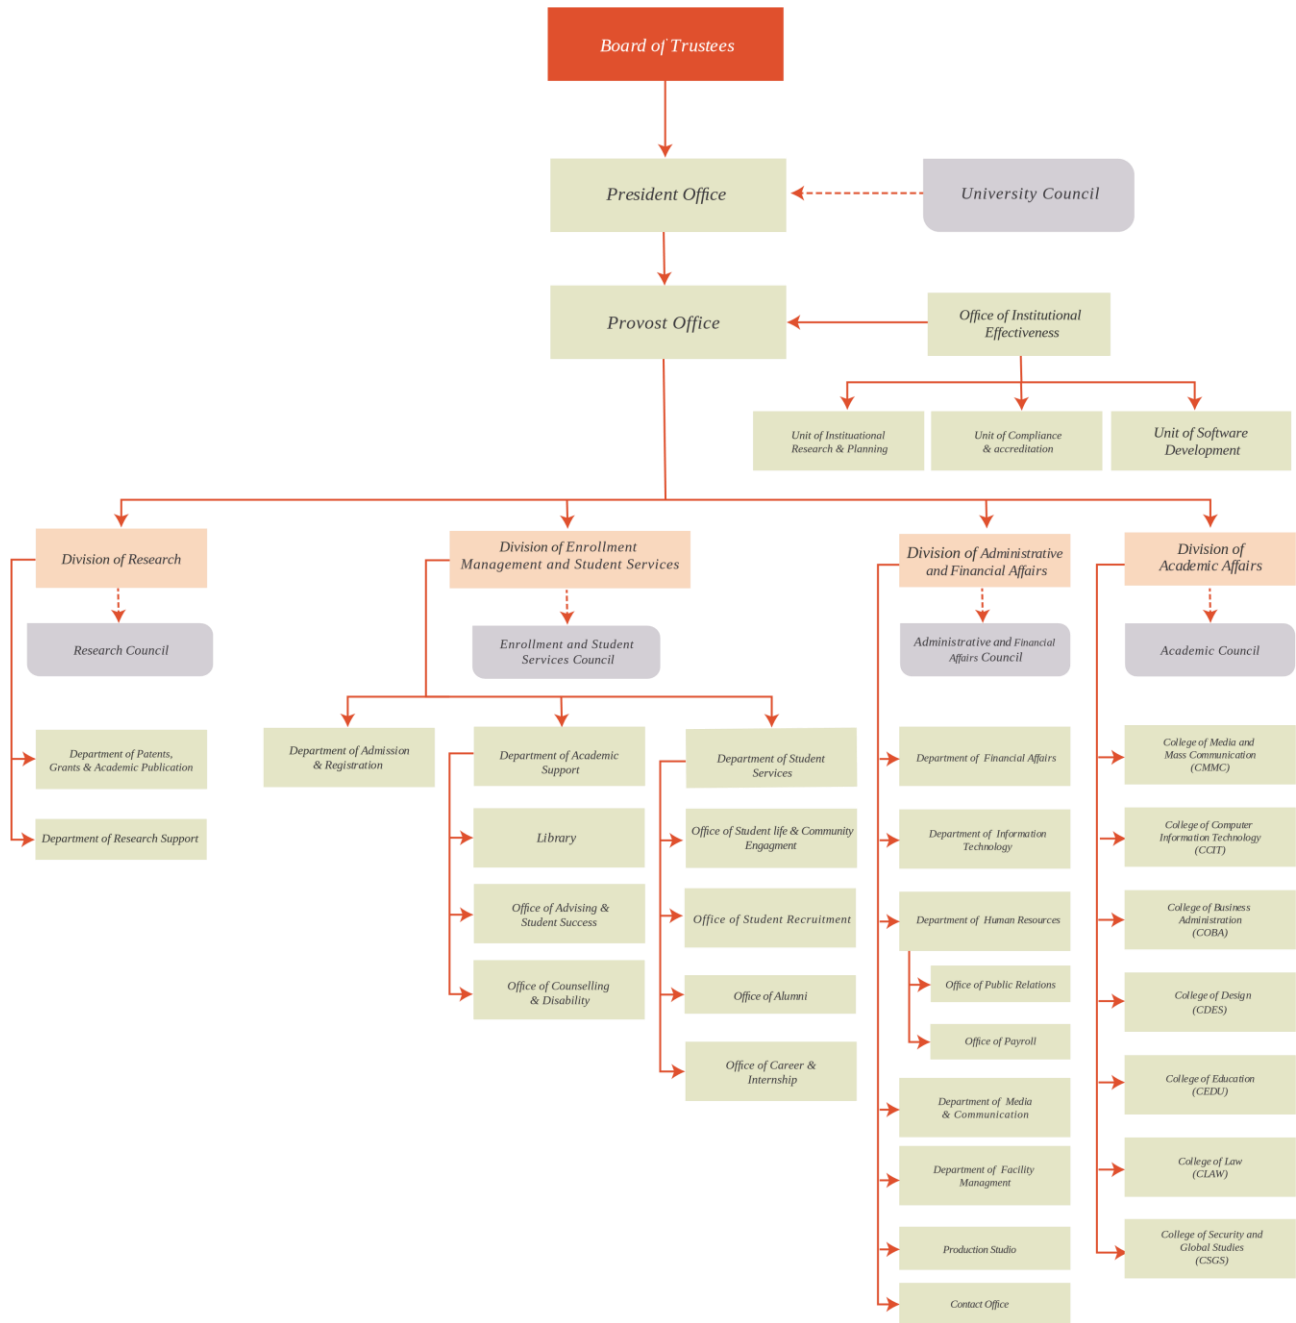 Board of Trustees
President Office
University Council
Provost Office
Office of Institutional
Effectiveness
Unit of Instituational
Research & Planning
Unit of Compliance
& accreditation
Unit of Software
Development
Division of Research
Division of Enrollment
Management and Student Services
Division of Administrative
and Financial Affairs
Division of
Academic Affairs
Research Council
Enrollment and Student
Services Council
Administrative and Financial
Affairs Council
Academic Council
Department of Patents,
Grants & Academic Publication
Department of Research Support
Department of Admission
& Registration
Department of Academic
Support
Library
Office of Advising &
Student Success
Office of Counselling
& Disability
Department of Student
Services
Office of Student life & Community
Engagment
Office of Student Recruitment
Office of Alumni
Office of Career &
Internship
Department of Financial Affairs
Department of Information
Technology
Department of Human Resources
Office of Public Relations
Office of Payroll
Department of Media
& Communication
Department of Facility
Managment
Production Studio
Contact Office
College of Media and
Mass Communication
(CMMC)
College of Computer
Information Technology
(CCIT)
College of Business
Administration
(COBA)
College of Design
(CDES)
College of Education
(CEDU)
College of Law
(CLAW)
College of Security and
Global Studies
(CSGS)